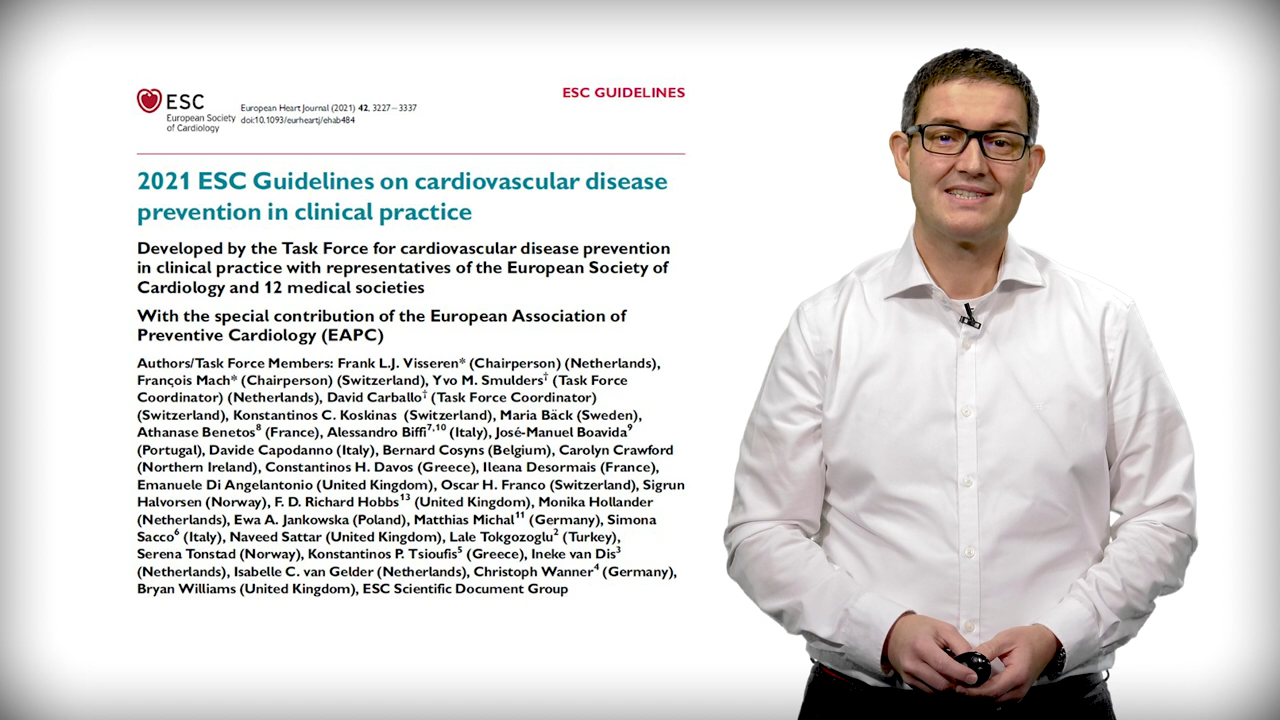 ESC
European Society
of Cardiology
European Heart Journal (2021) 42, 3227–3337
doi:10.1093/eurheartj/ehab484
ESC GUIDELINES
2021 ESC Guidelines on cardiovascular disease
prevention in clinical practice
Developed by the Task Force for cardiovascular disease prevention
in clinical practice with representatives of the European Society of
Cardiology and 12 medical societies
With the special contribution of the European Association of
Preventive Cardiology (EAPC)
Authors/Task Force Members: Frank L.J. Visseren* (Chairperson) (Netherlands),
François Mach* (Chairperson) (Switzerland), Yvo M. Smulders† (Task Force
Coordinator) (Netherlands), David Carballo† (Task Force Coordinator)
(Switzerland), Konstantinos C. Koskinas (Switzerland), Maria Bäck (Sweden),
Athanase Benetos8 (France), Alessandro Biffi7,10 (Italy), José-Manuel Boavida9
(Portugal), Davide Capodanno (Italy), Bernard Cosyns (Belgium), Carolyn Crawford
(Northern Ireland), Constantinos H. Davos (Greece), Ileana Desormais (France),
Emanuele Di Angelantonio (United Kingdom), Oscar H. Franco (Switzerland), Sigrun
Halvorsen (Norway), F. D. Richard Hobbs13 (United Kingdom), Monika Hollander
(Netherlands), Ewa A. Jankowska (Poland), Matthias Michal11 (Germany), Simona
Sacco6 (Italy), Naveed Sattar (United Kingdom), Lale Tokgozoglu2 (Turkey),
Serena Tonstad (Norway), Konstantinos P. Tsioufis5 (Greece), Ineke van Dis3
(Netherlands), Isabelle C. van Gelder (Netherlands), Christoph Wanner4 (Germany),
Bryan Williams (United Kingdom), ESC Scientific Document Group